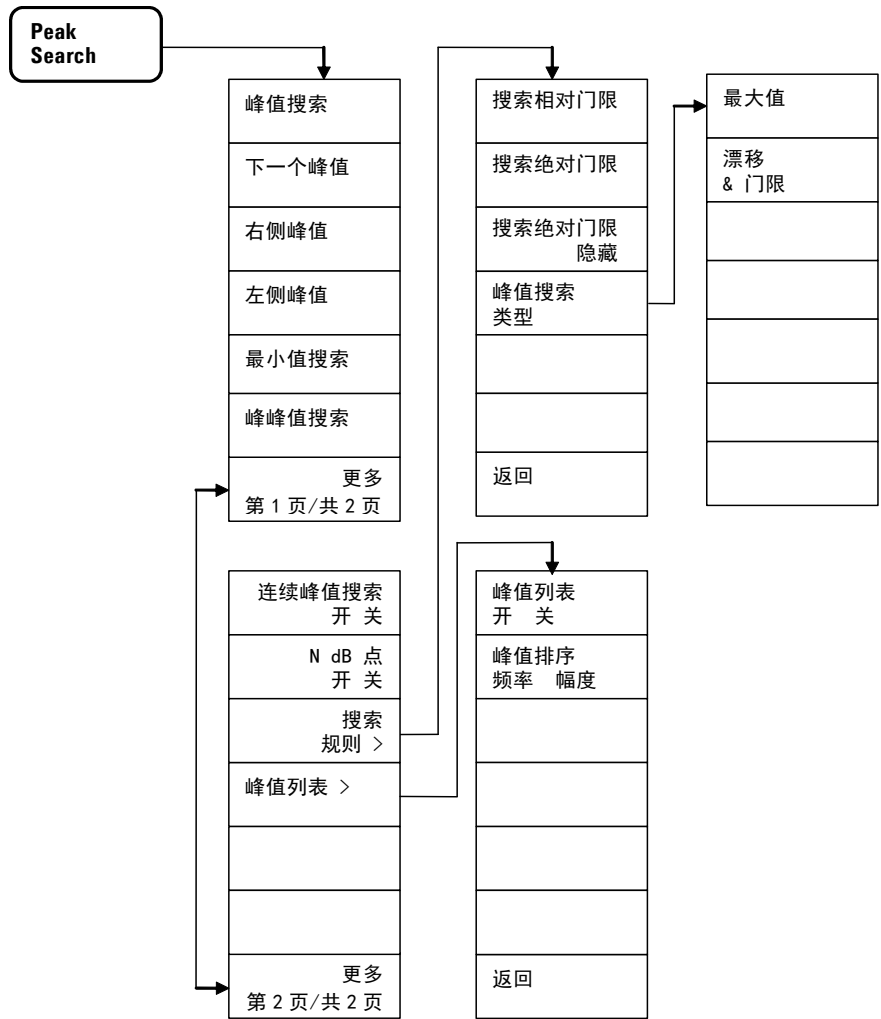 Peak
Search
峰值搜索
下一个峰值
右侧峰值
左侧峰值
最小值搜索
峰峰值搜索
更多
第 1 页/共 2 页
搜索相对门限
搜索绝对门限
搜索绝对门限
隐藏
峰值搜索
类型
返回
最大值
漂移
& 门限
连续峰值搜索
开 关
N dB 点
开 关
搜索
规则 >
峰值列表 >
更多
第 2 页/共 2 页
峰值列表
开 关
峰值排序
频率 幅度
返回